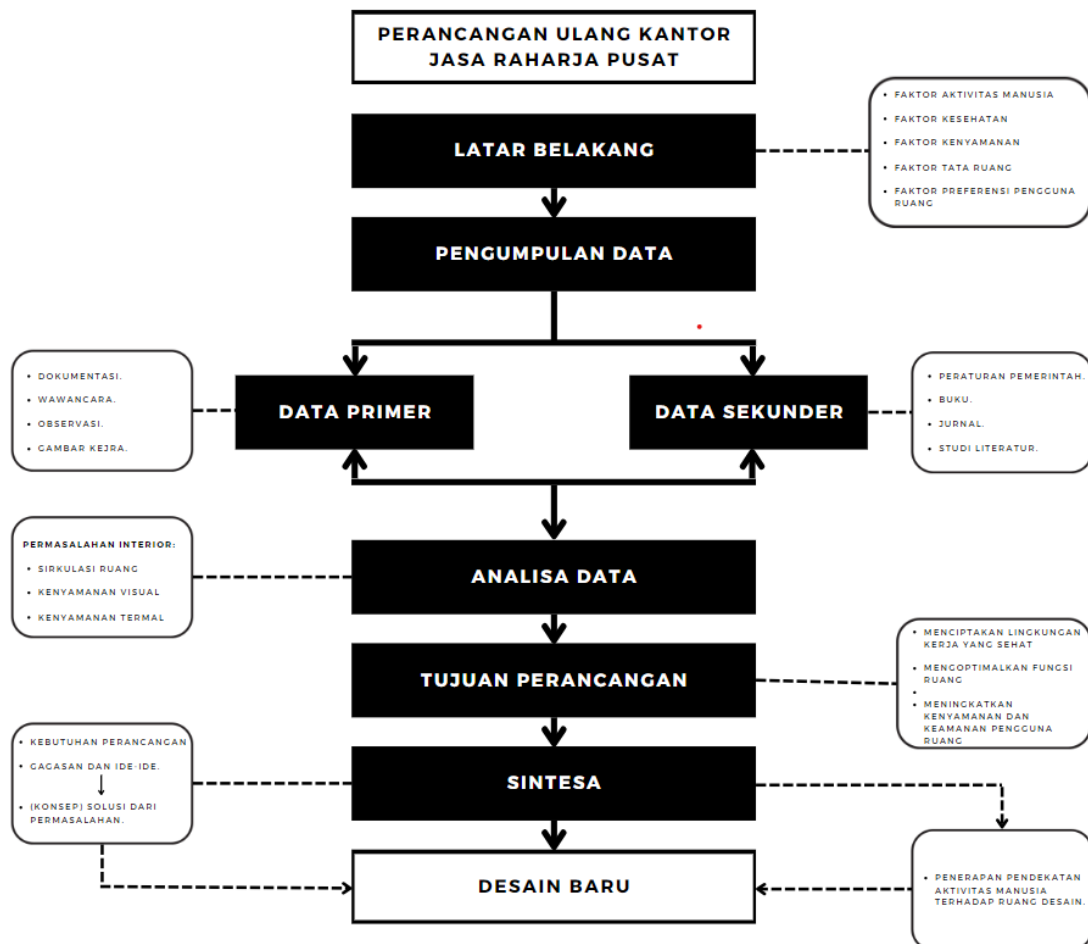 PERANCANGAN ULANG KANTOR
JASA RAHARJA PUSAT
LATAR BELAKANG
• FAKTOR AKTIVITAS MANUSIA
• FAKTOR KESEHATAN
• FAKTOR KENYAMANAN
• FAKTOR TATA RUANG
• FAKTOR PREFERENSI PENGGUNA
RUANG
PENGUMPULAN DATA
• DOKUMENTASI.
• WAWANCARA.
• OBSERVASI.
• GAMBAR KEJRA.
DATA PRIMER
DATA SEKUNDER
• PERATURAN PEMERINTAH.
• BUKU.
• JURNAL.
• STUDI LITERATUR.
PERMASALAHAN INTERIOR:
• SIRKULASI RUANG
• KENYAMANAN VISUAL
• KENYAMANAN TERMAL
ANALISA DATA
TUJUAN PERANCANGAN
• MENCIPTAKAN LINGKUNGAN
KERJA YANG SEHAT
• MENGOPTIMALKAN FUNGSI
RUANG
•
• MENINGKATKAN
KENYAMANAN DAN
KEAMANAN PENGGUNA
RUANG
• KEBUTUHAN PERANCANGAN
• GAGASAN DAN IDE-IDE.
• (KONSEP) SOLUSI DARI
PERMASALAHAN.
SINTESA
DESAIN BARU
• PENERAPAN PENDEKATAN
AKTIVITAS MANUSIA
TERHADAP RUANG DESAIN.